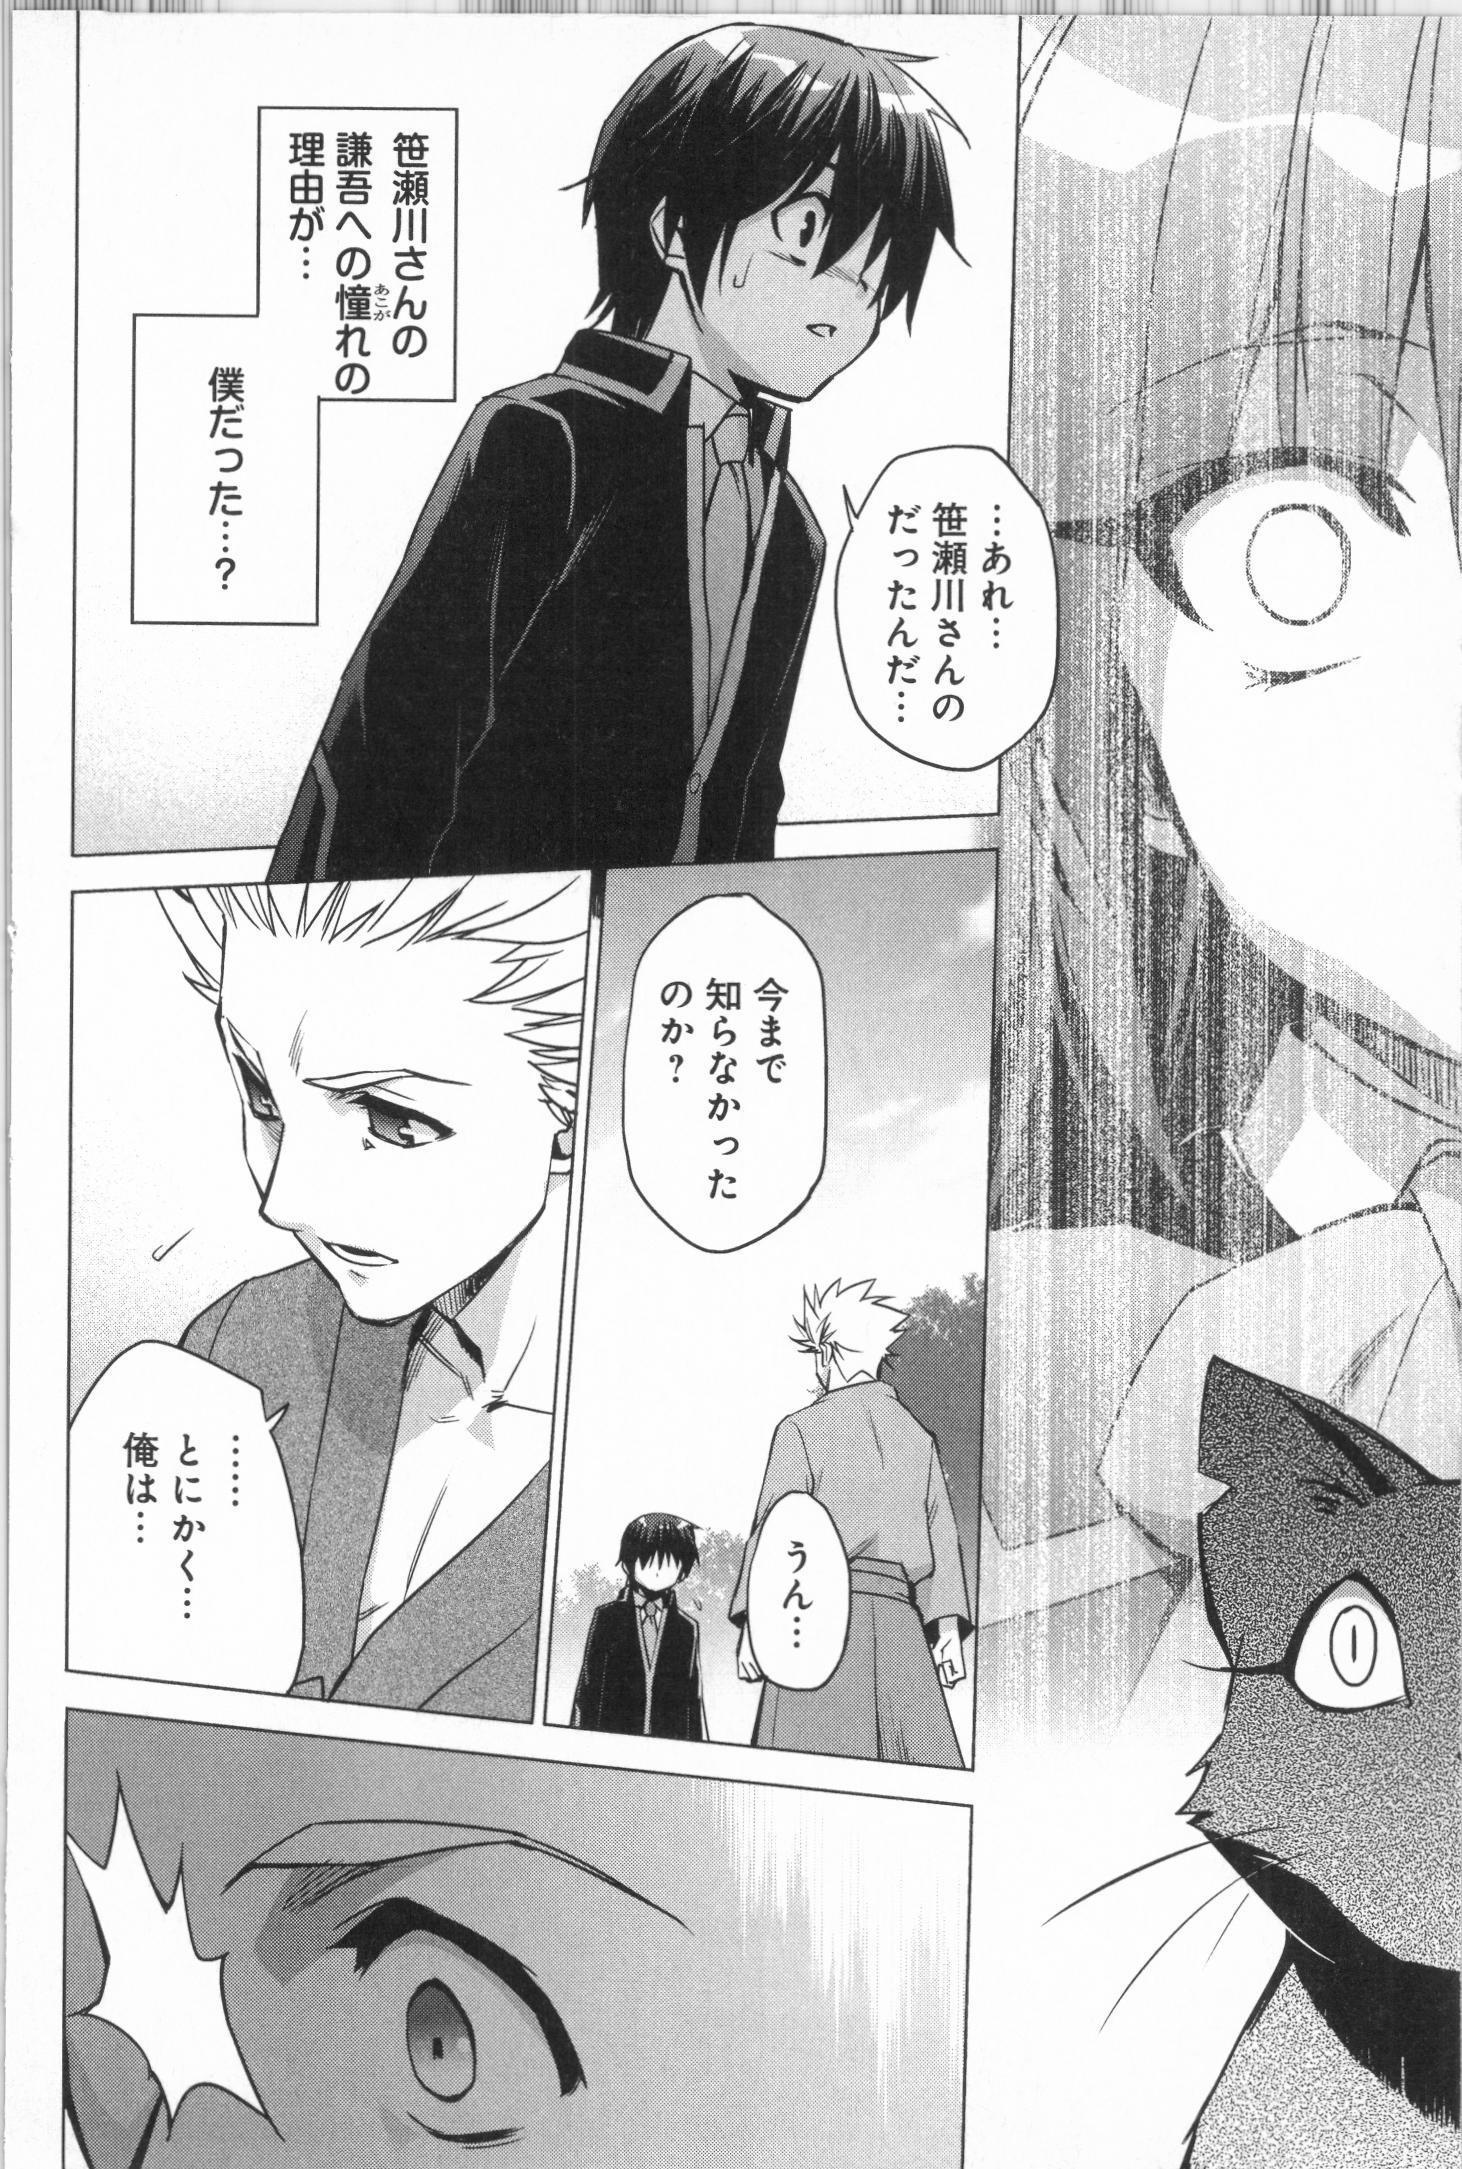 …あれ…
笹瀬川さんの
だったんだ…
笹瀬川さんの
謙吾への憧れの
あこが
理由が…
僕だった…？
今まで
知らなかった
のか？
うん…
……
とにかく…
俺は…